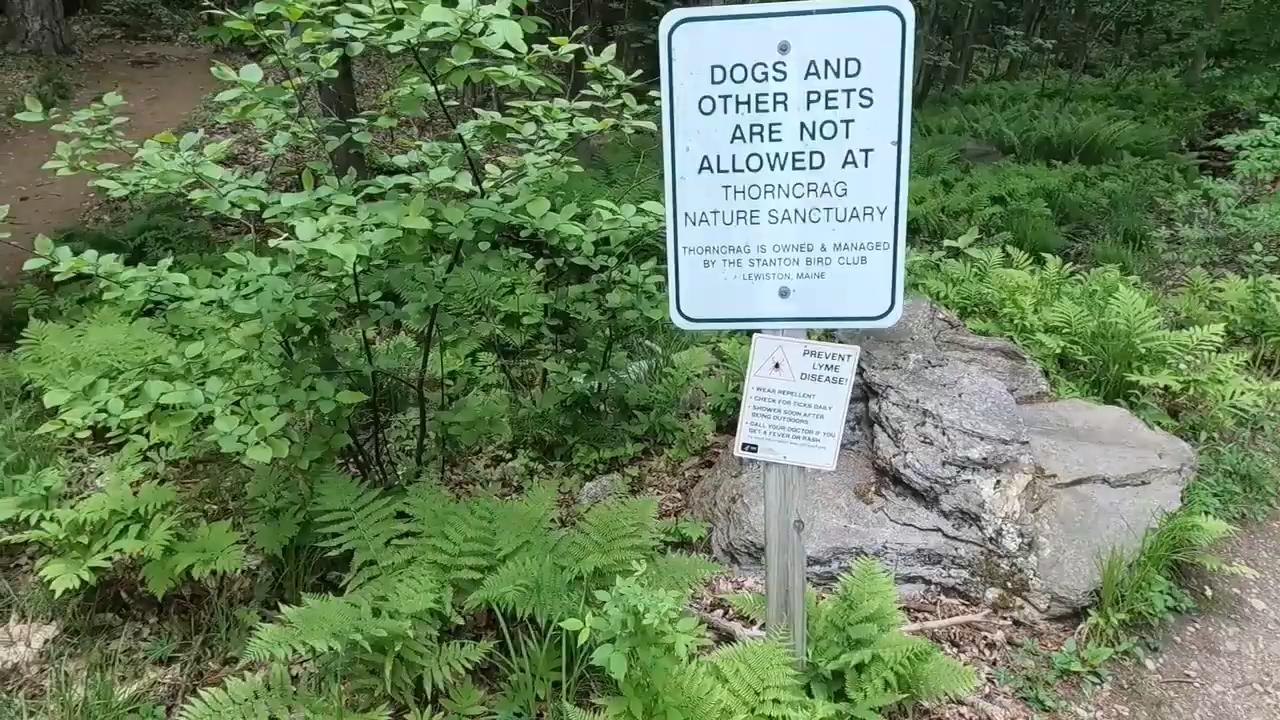 DOGS AND
OTHER PETS
ARE NOT
ALLOWED AT
THORNCRAG
NATURE SANCTUARY
THORNCRAG IS OWNED & MANAGED
BY THE STANTON BIRD CLUB
LEWISTON, MAINE
PREVENT
LYME
DISEASE!
• WEAR REPELLENT
• CHECK FOR TICKS DAILY
• SHOWER SOON AFTER
BEING OUTDOORS
• CALL YOUR DOCTOR IF YOU
GET A FEVER OR RASH